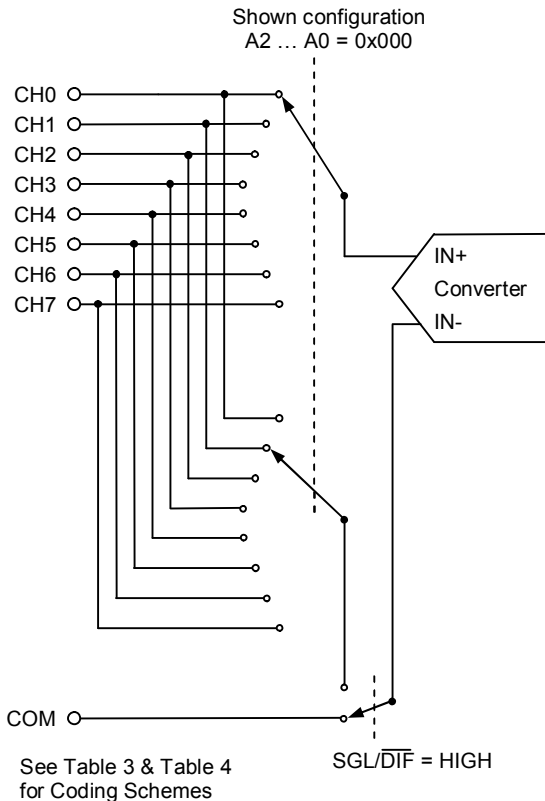 Shown configuration
A2 ... A0 = 0x000
CH0
CH1
CH2
CH3
CH4
CH5
CH6
CH7
IN+
Converter
IN-
COM
See Table 3 & Table 4
for Coding Schemes
SGL/D̅I̅F̅ = HIGH